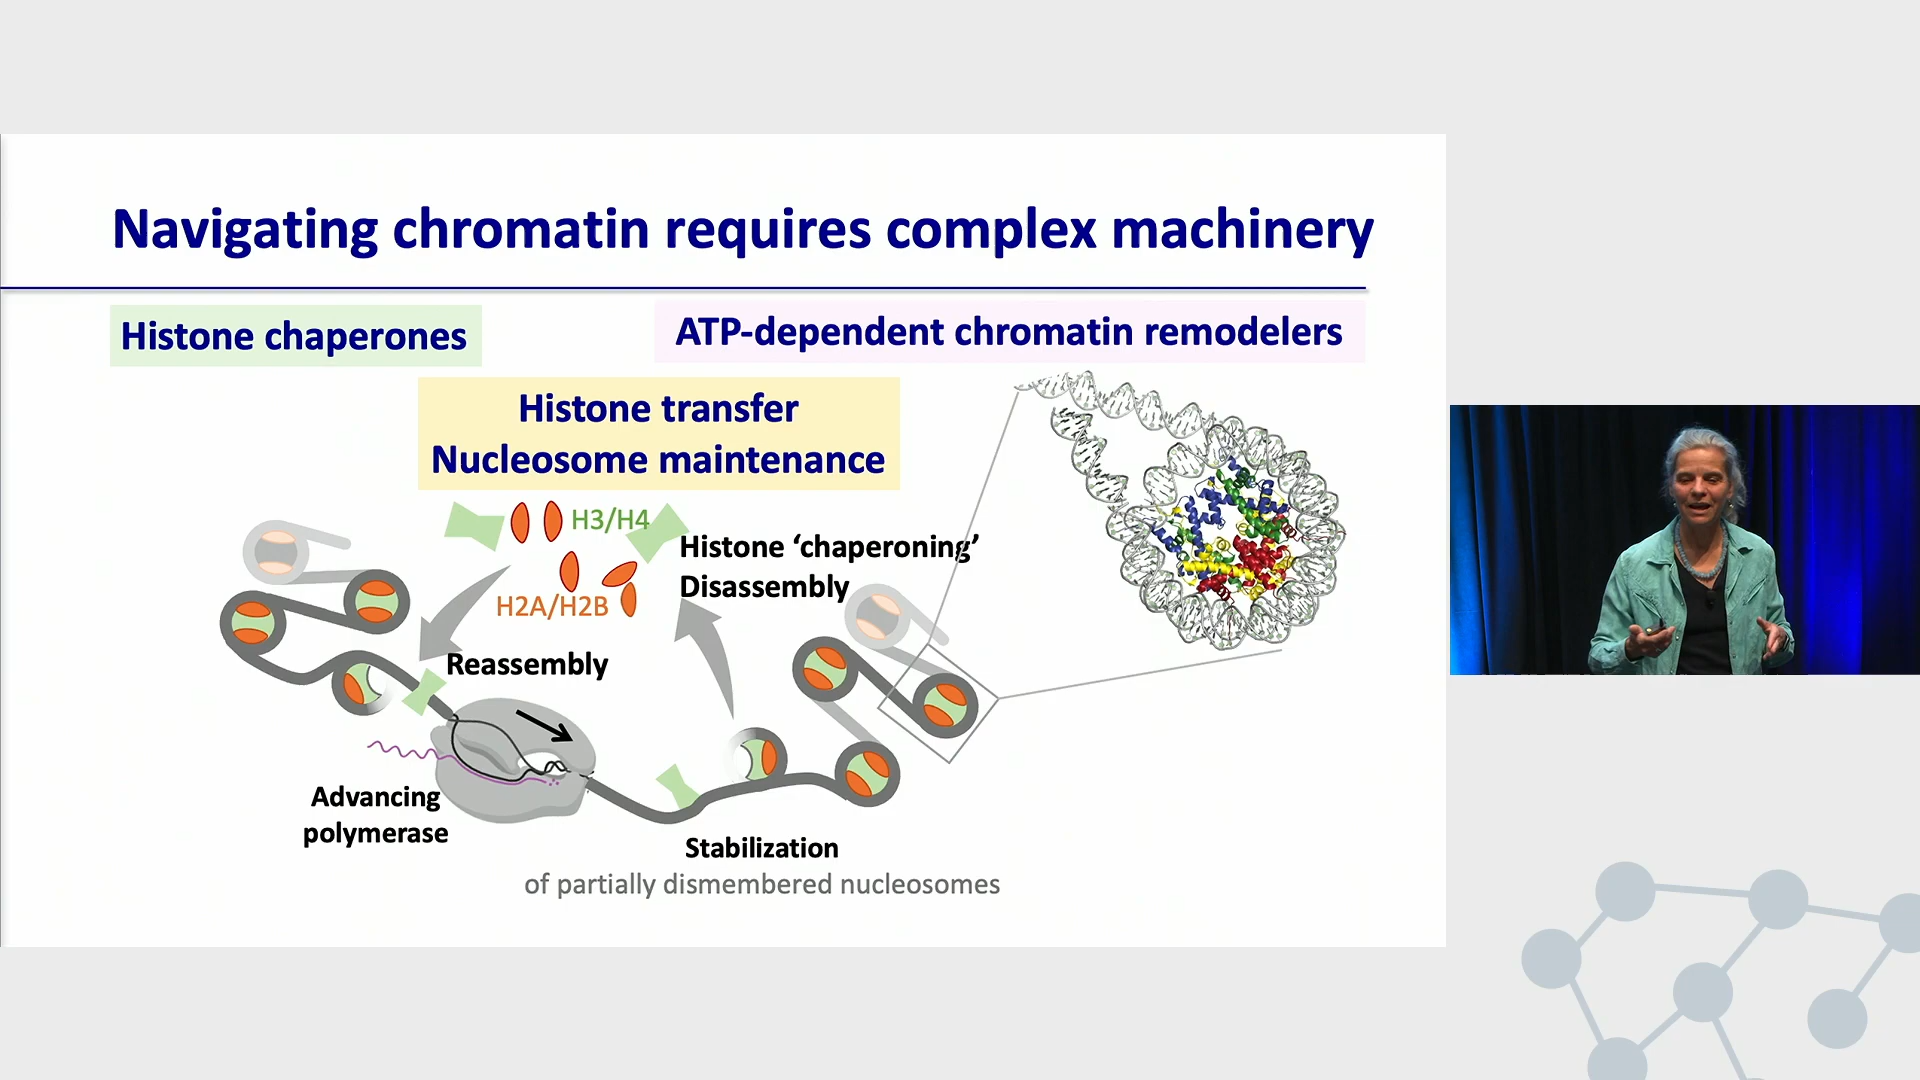 Navigating chromatin requires complex machinery
Histone chaperones
ATP-dependent chromatin remodelers
Histone transfer
Nucleosome maintenance
H3/H4
Histone ‘chaperoning’
Disassembly
H2A/H2B
Reassembly
Advancing
polymerase
Stabilization
of partially dismembered nucleosomes